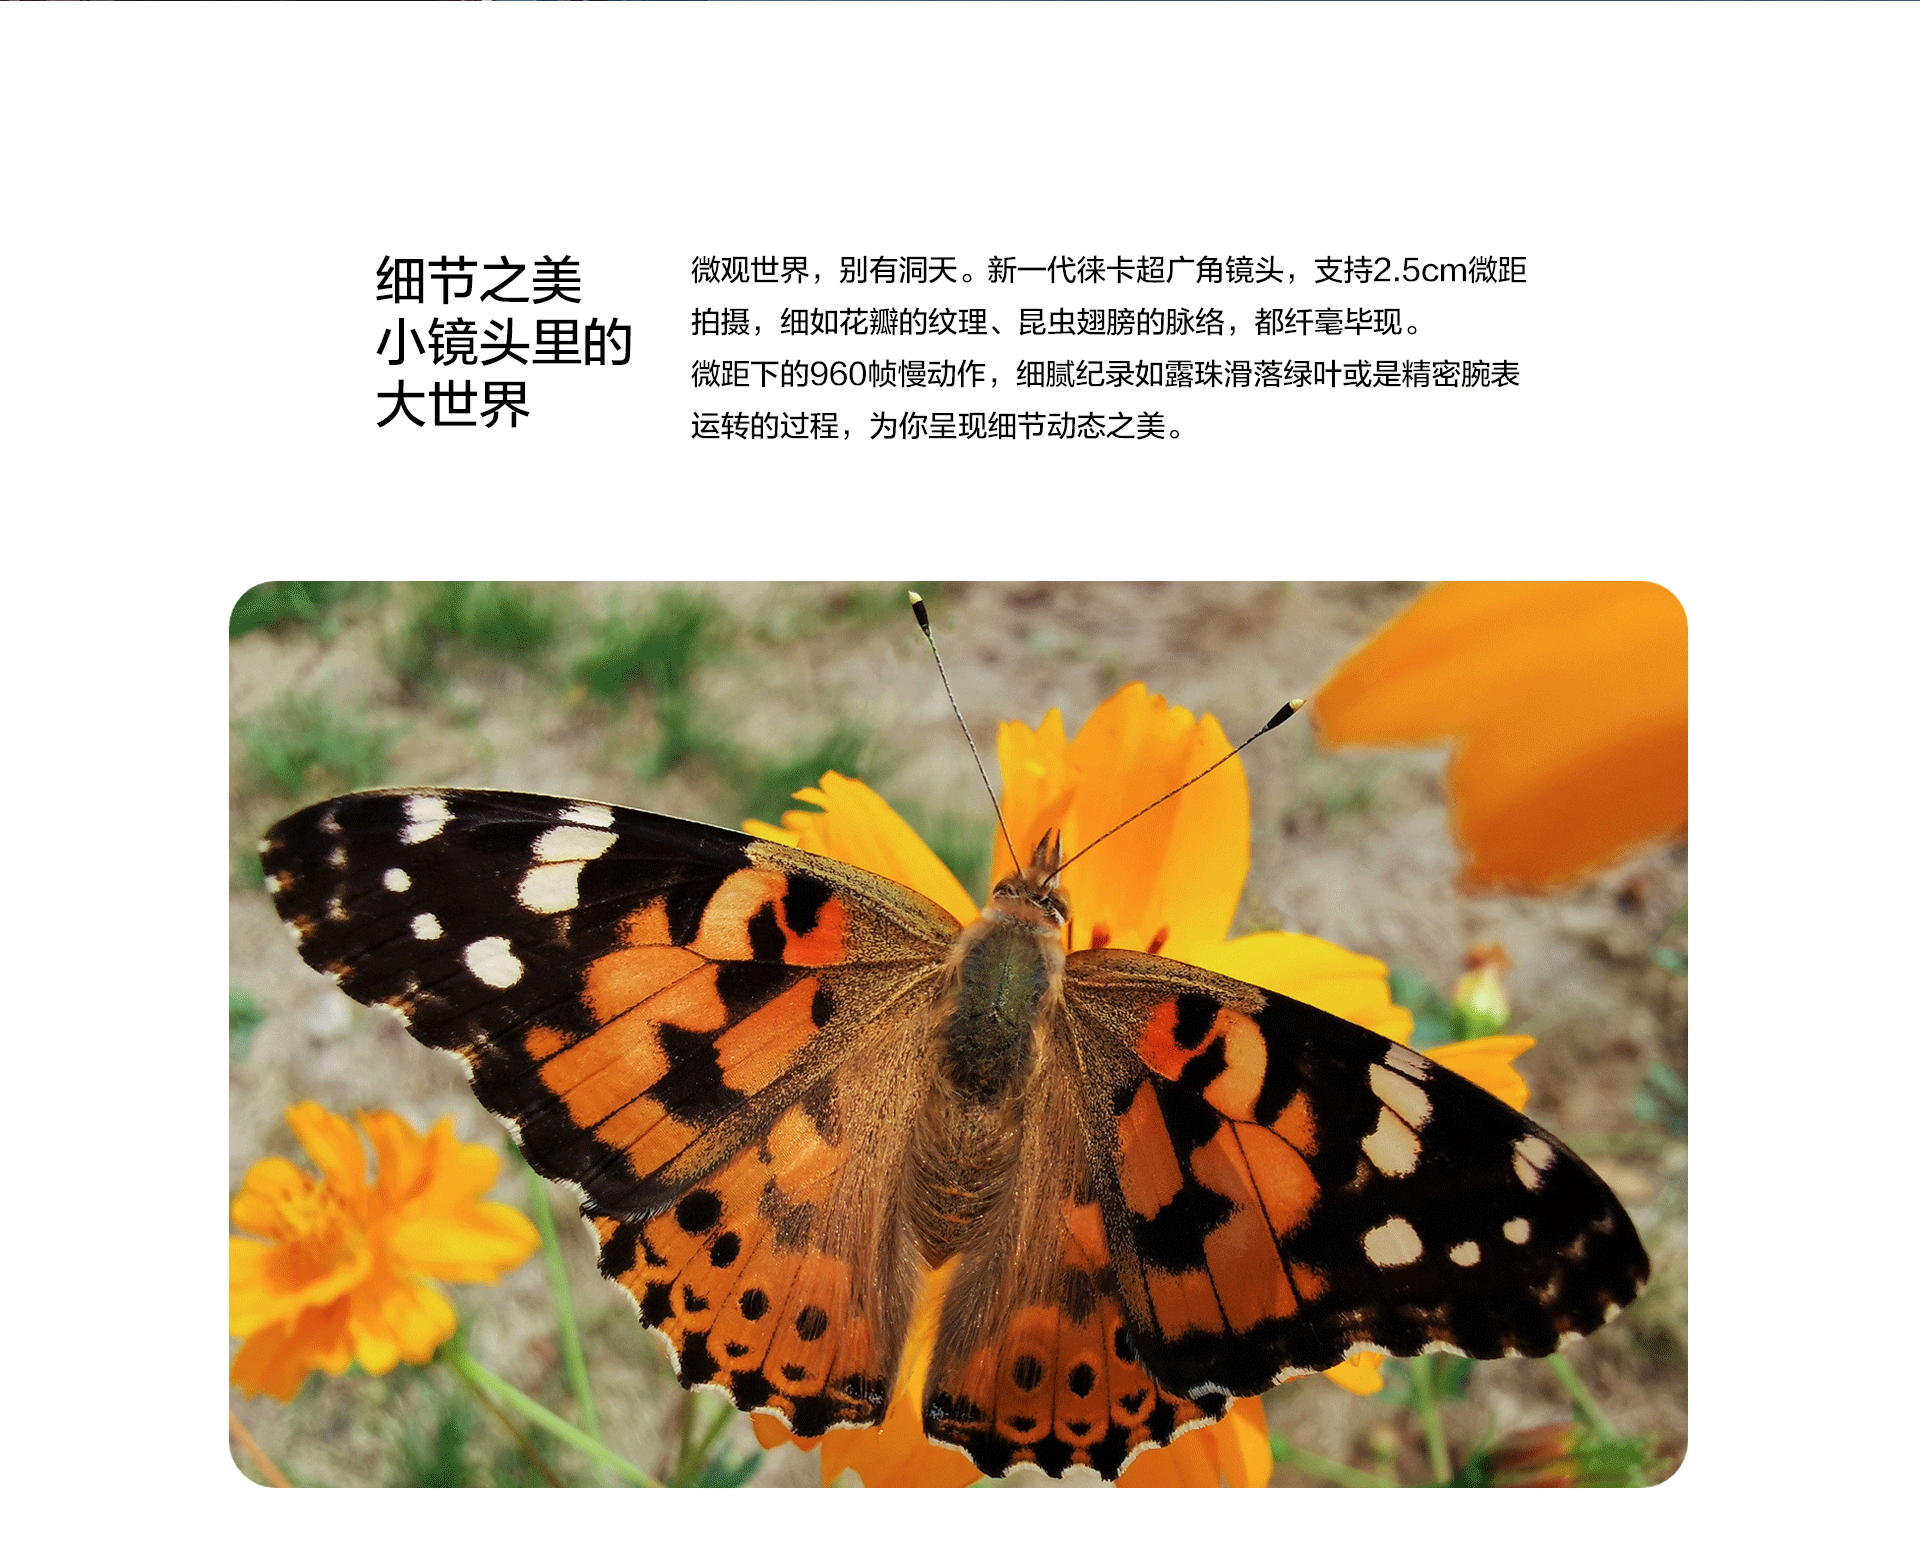 细节之美
小镜头里的
大世界
微观世界，别有洞天。新一代徕卡超广角镜头，支持2.5cm微距
拍摄，细如花瓣的纹理、昆虫翅膀的脉络，都纤毫毕现。
微距下的960帧慢动作，细腻纪录如露珠滑落绿叶或是精密腕表
运转的过程，为你呈现细节动态之美。